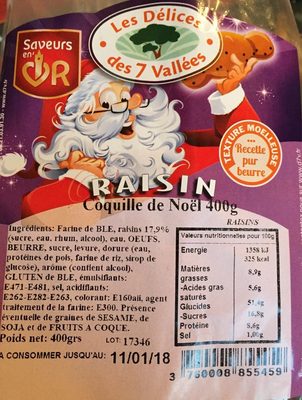 Saveurs
en
OR
Les Délices
des 7 Vallées
TEXTURE MOELLEUSE
... Recette
pur
beurre
RAISIN
Coquille de Noël 400g
Ingrédients: Farine de BLE, raisins 17,9%
(sucre, eau, rhum, alcool), eau, OEUFS.
BEURRE, sucre, levure, dorure (eau,
protéines de pois, farine de riz, sirop de
glucose), arôme (contient alcool).
GLUTEN de BLE, emulsifiants:
E471-E481, sel, acidifiants:
E262-E282-E263, colorant: E160aii, agent
traitement de la farine: E300. Présence
éventuelle de graines de SESAME, de
SOJA et de FRUITS A COQUE.
Poids net: 400grs LOT: 17346
A CONSOMMER JUSQU'AU: 11/01/18
RAISINS
Valeurs nutritionnelles pour 100g
Energie 1358 kJ
325 kcal
Matières
grasses 8,9g
-Acides gras 5,6g
saturés
Glucides
-Sucres 16,8g
Protéine 8,6g
Sel 1,00g
3 760008 855459